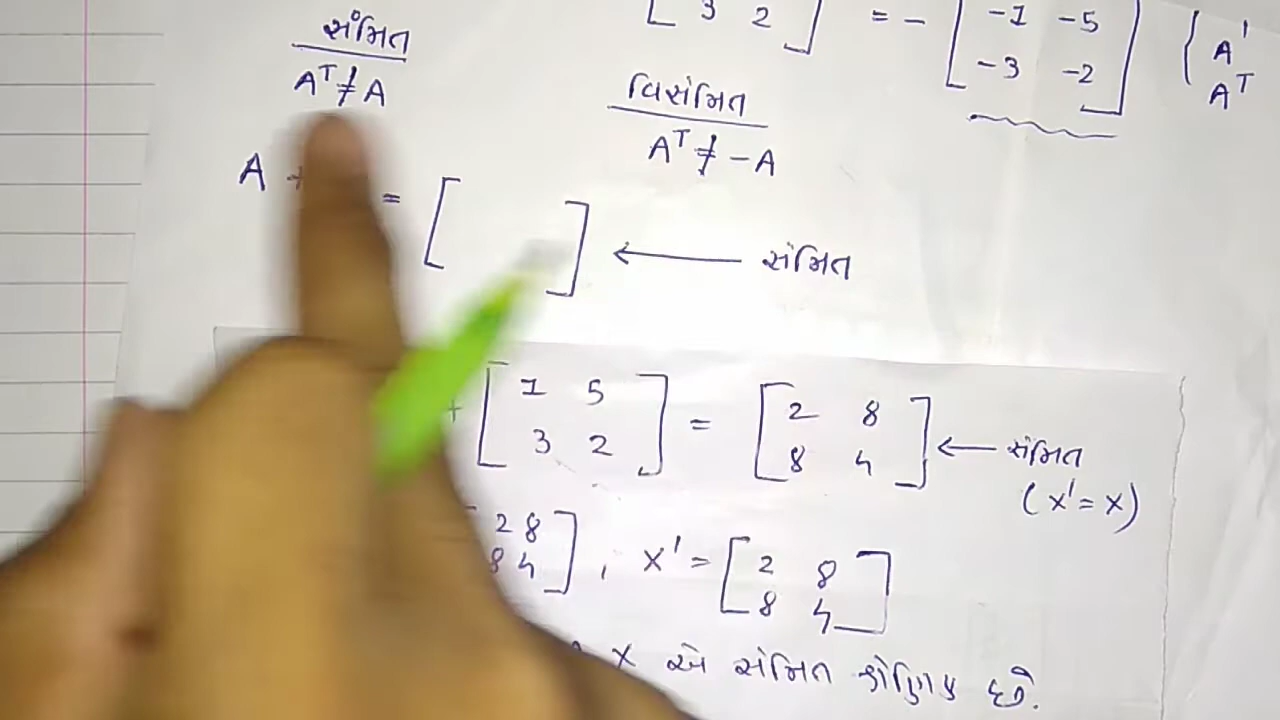 સંમિત
Aᵀ ≠ A
[ 3 2 ] = - [ -1 -5
-3 -2 ] { A'
Aᵀ
વિસંમિત
Aᵀ ≠ -A
A + = [ ] ← સંમિત
+ [ 1 5
3 2 ] = [ 2 8
8 4 ] ← સંમિત
(x' = x)
2 8
8 4 ] , x' = [ 2 8
8 4 ]
x એ સંમિત શ્રેણિક છે.